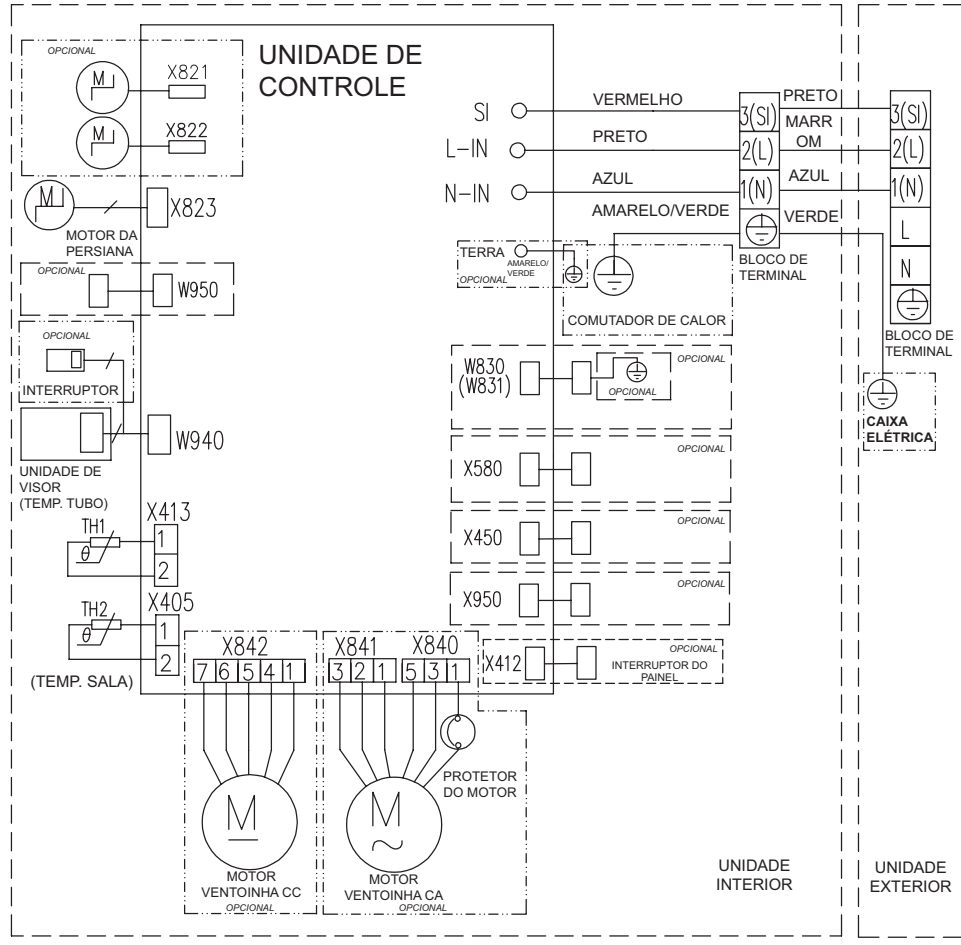 UNIDADE DE
CONTROLE
OPCIONAL
M
X821
M
X822
M
X823
MOTOR DA
PERSIANA
OPCIONAL
W950
OPCIONAL
INTERRUPTOR
W940
UNIDADE DE
VISOR
(TEMP. TUBO)
X413
TH1
θ
1
2
X405
TH2
θ
1
2
(TEMP. SALA)
SI
VERMELHO
3(SI)
PRETO
3(SI)
L-IN
PRETO
2(L)
MARR
OM
2(L)
N-IN
AZUL
1(N)
AZUL
1(N)
AMARELO/VERDE
VERDE
L
N
BLOCO DE
TERMINAL
BLOCO DE
TERMINAL
TERRA
AMARELO/
VERDE
OPCIONAL
COMUTADOR DE CALOR
CAIXA
ELÉTRICA
W830
(W831)
OPCIONAL
OPCIONAL
X580
OPCIONAL
X450
OPCIONAL
X950
OPCIONAL
X412
OPCIONAL
INTERRUPTOR DO
PAINEL
X842
7 6 5 4 1
M
MOTOR
VENTOINHA CC
OPCIONAL
X841
3 2 1
X840
5 3 1
PROTETOR
DO MOTOR
M
~
MOTOR
VENTOINHA CA
OPCIONAL
UNIDADE
INTERIOR
UNIDADE
EXTERIOR